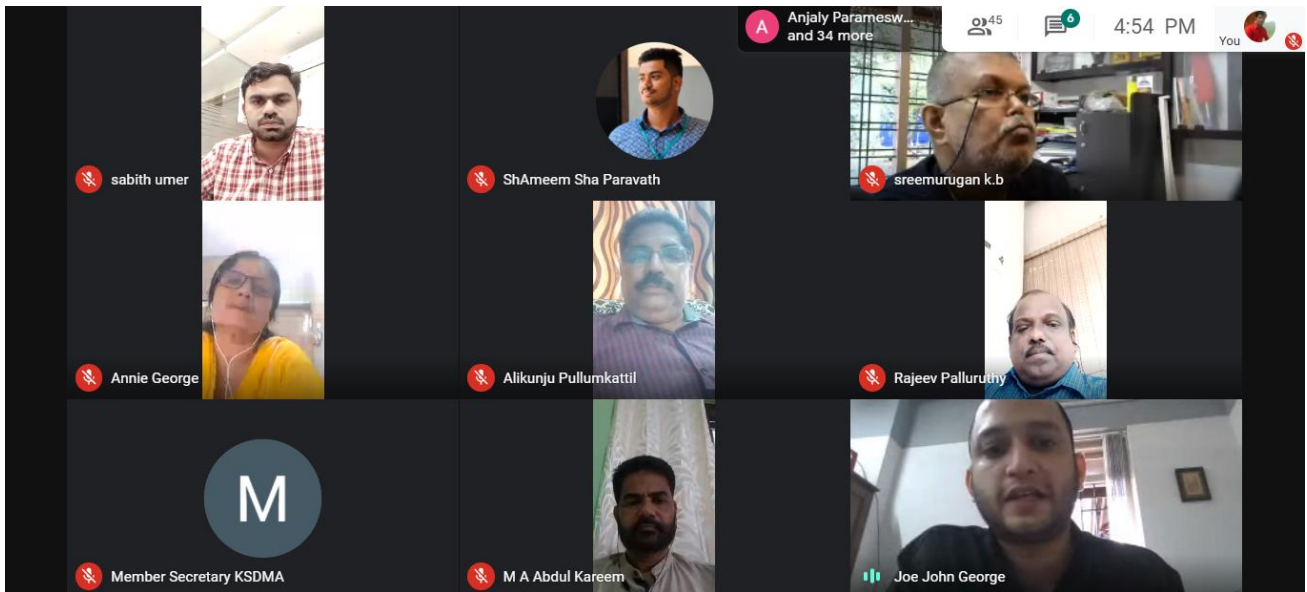 A
Anjaly Paramesw...
and 34 more
45
6
4:54 PM
You
sabith umer
ShAmeem Sha Paravath
sreemurugan k.b
Annie George
Alikunju Pullumkattil
Rajeev Palluruthy
M
Member Secretary KSDMA
M A Abdul Kareem
Joe John George